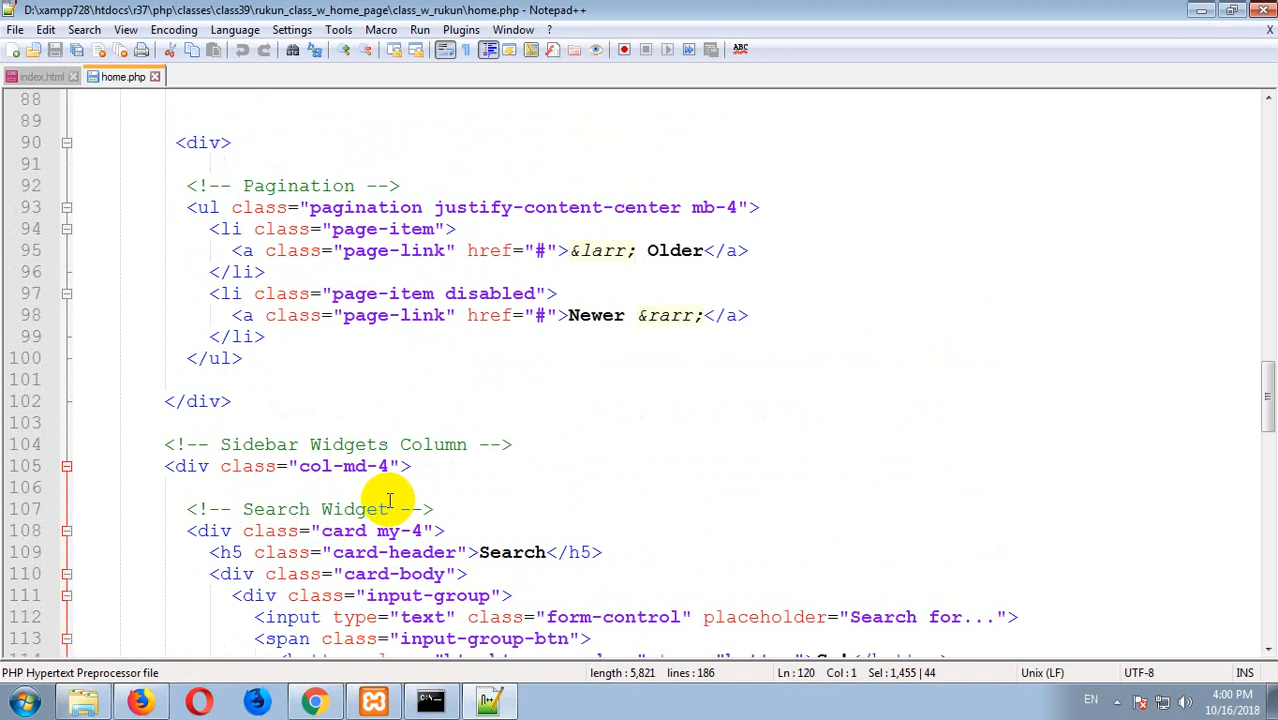 D:\xampp728\htdocs\r37\php\classes\class39\rukun_class_w_home_page\class_w_rukun\home.php - Notepad++
File Edit Search View Encoding Language Settings Tools Macro Run Plugins Window ? X
ABC
index.html home.php
88
89
90 <div>
91
92 <!-- Pagination -->
93 <ul class="pagination justify-content-center mb-4">
94 <li class="page-item">
95 <a class="page-link" href="#">&larr; Older</a>
96 </li>
97 <li class="page-item disabled">
98 <a class="page-link" href="#">Newer &rarr;</a>
99 </li>
100 </ul>
101
102 </div>
103
104 <!-- Sidebar Widgets Column -->
105 <div class="col-md-4">
106
107 <!-- Search Widget -->
108 <div class="card my-4">
109 <h5 class="card-header">Search</h5>
110 <div class="card-body">
111 <div class="input-group">
112 <input type="text" class="form-control" placeholder="Search for...">
113 <span class="input-group-btn">
PHP Hypertext Preprocessor file length : 5,821 lines : 186 Ln : 120 Col : 1 Sel : 1,455 | 44 Unix (LF) UTF-8 INS
EN 4:00 PM
10/16/2018